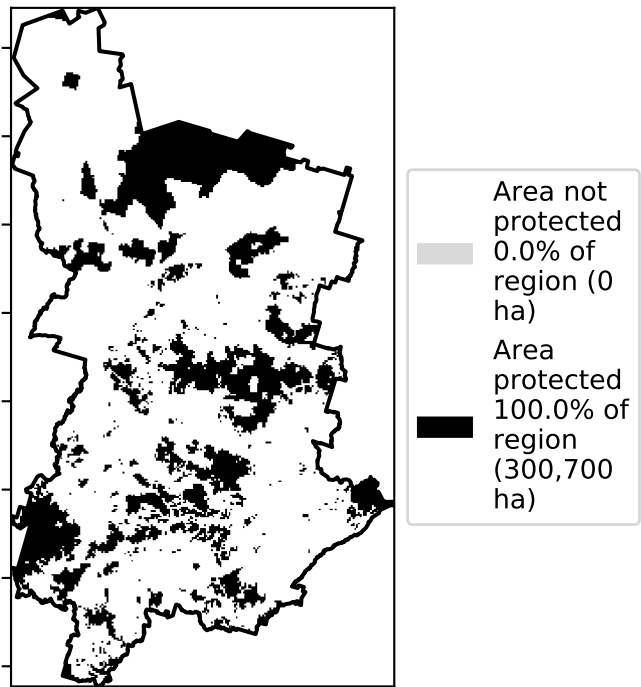 Area not
protected
0.0% of
region (0
ha)
Area
protected
100.0% of
region
(300,700
ha)